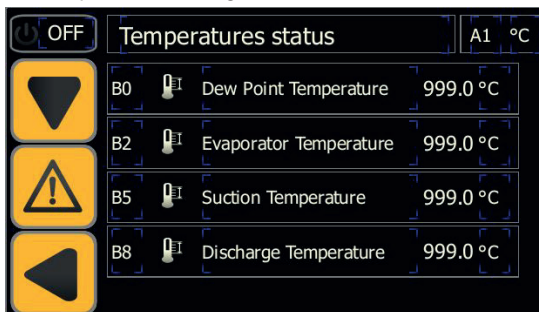 OFF Temperatures status A1 °C
B0 Dew Point Temperature 999.0 °C
B2 Evaporator Temperature 999.0 °C
B5 Suction Temperature 999.0 °C
B8 Discharge Temperature 999.0 °C